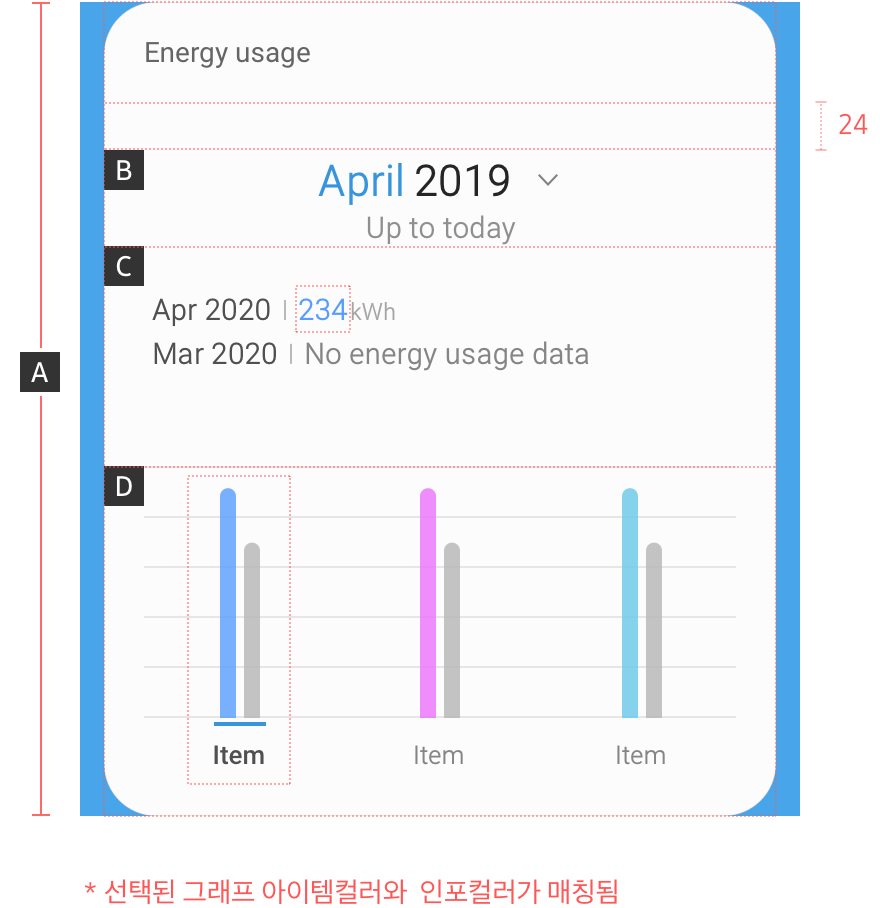 Energy usage
24
B
April 2019
Up to today
C
Apr 2020 | 234kWh
Mar 2020 | No energy usage data
A
D
Item Item Item
* 선택된 그래프 아이템컬러와 인포컬러가 매칭됨